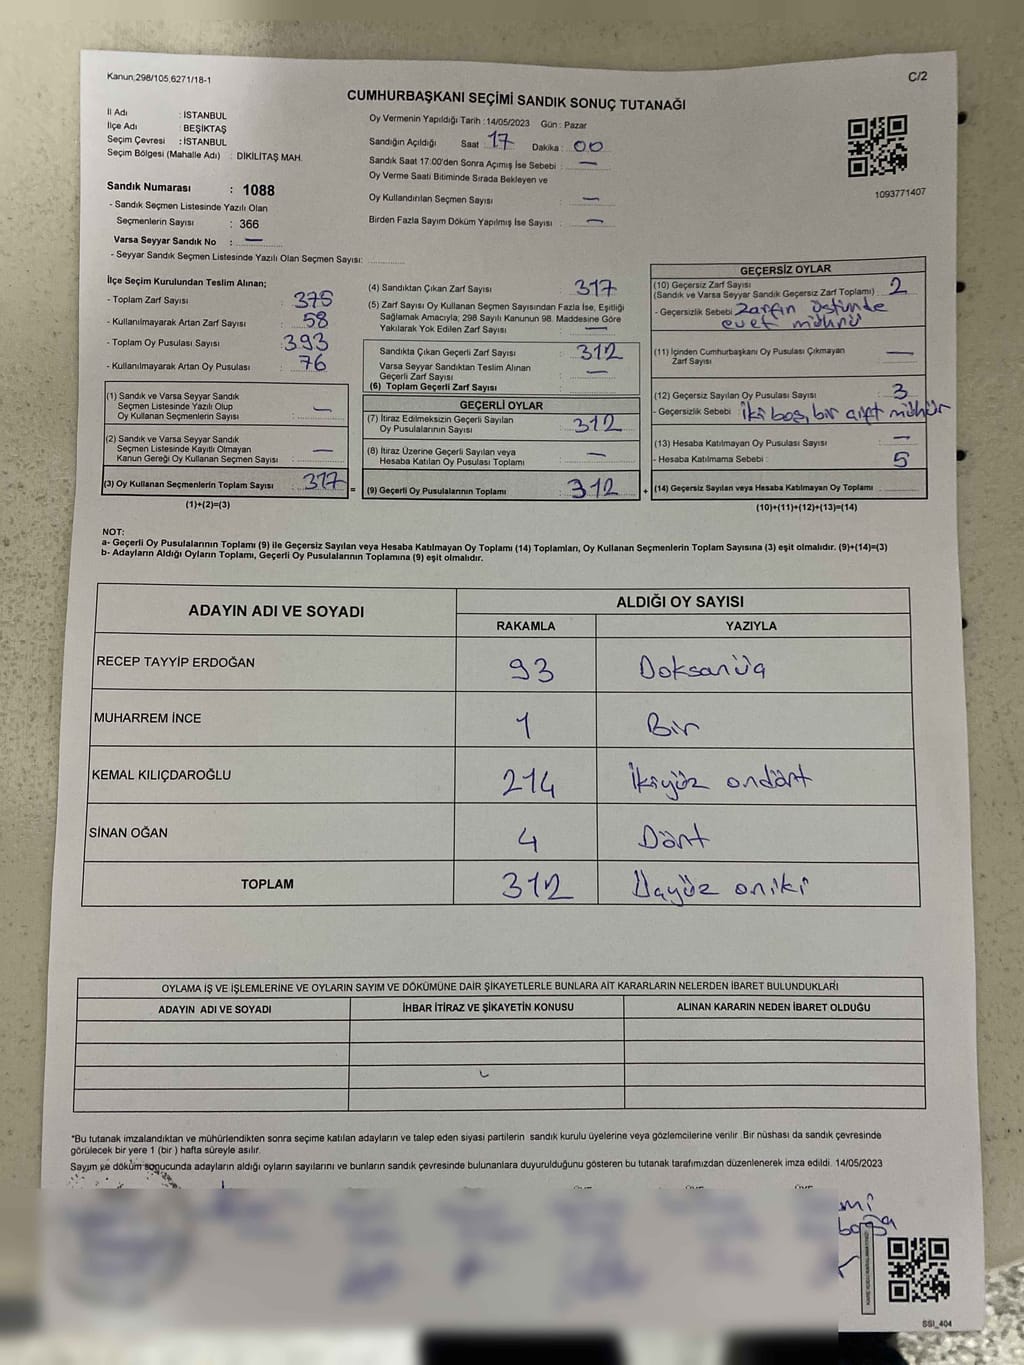 Kanun;298/105,6271/18-1
C/2
CUMHURBAŞKANI SEÇİMİ SANDIK SONUÇ TUTANAĞI
İl Adı : İSTANBUL
İlçe Adı : BEŞİKTAŞ
Seçim Çevresi : İSTANBUL
Seçim Bölgesi (Mahalle Adı) : DİKİLİTAŞ MAH.
Sandık Numarası : 1088
- Sandık Seçmen Listesinde Yazılı Olan
Seçmenlerin Sayısı : 366
Varsa Seyyar Sandık No : —
- Seyyar Sandık Seçmen Listesinde Yazılı Olan Seçmen Sayısı:
Oy Vermenin Yapıldığı Tarih : 14/05/2023 Gün : Pazar
Sandığın Açıldığı Saat : 17 Dakika : 00
Sandık Saat 17:00'den Sonra Açımış İse Sebebi : —
Oy Verme Saati Bitiminde Sırada Bekleyen ve
Oy Kullandırılan Seçmen Sayısı : —
Birden Fazla Sayım Döküm Yapılmış İse Sayısı : —
1093771407
İlçe Seçim Kurulundan Teslim Alınan;
- Toplam Zarf Sayısı : 375
- Kullanılmayarak Artan Zarf Sayısı : 58
- Toplam Oy Pusulası Sayısı : 393
- Kullanılmayarak Artan Oy Pusulası : 76
(1) Sandık ve Varsa Seyyar Sandık
Seçmen Listesinde Yazılı Olup
Oy Kullanan Seçmenlerin Sayısı : —
(2) Sandık ve Varsa Seyyar Sandık
Seçmen Listesinde Kayıtlı Olmayan
Kanun Gereği Oy Kullanan Seçmen Sayısı : —
(3) Oy Kullanan Seçmenlerin Toplam Sayısı : 317 =
(1)+(2)=(3)
(4) Sandıktan Çıkan Zarf Sayısı : 317
(5) Zarf Sayısı Oy Kullanan Seçmen Sayısından Fazla İse, Eşitliği
Sağlamak Amacıyla; 298 Sayılı Kanunun 98. Maddesine Göre
Yakılarak Yok Edilen Zarf Sayısı : —
Sandıkta Çıkan Geçerli Zarf Sayısı : 312
Varsa Seyyar Sandıktan Teslim Alınan
Geçerli Zarf Sayısı : —
(6) Toplam Geçerli Zarf Sayısı
GEÇERLİ OYLAR
(7) İtiraz Edilmeksizin Geçerli Sayılan
Oy Pusulalarının Sayısı : 312
(8) İtiraz Üzerine Geçerli Sayılan veya
Hesaba Katılan Oy Pusulası Toplamı : —
(9) Geçerli Oy Pusulalarının Toplamı : 312 +
GEÇERSİZ OYLAR
(10) Geçersiz Zarf Sayısı
(Sandık ve Varsa Seyyar Sandık Geçersiz Zarf Toplamı) : 2
- Geçersizlik Sebebi : Zarfın üstünde
evet mührü
(11) İçinden Cumhurbaşkanı Oy Pusulası Çıkmayan
Zarf Sayısı : —
(12) Geçersiz Sayılan Oy Pusulası Sayısı : 3
- Geçersizlik Sebebi : İki boş, bir çift mühür
(13) Hesaba Katılmayan Oy Pusulası Sayısı : —
- Hesaba Katılmama Sebebi : 5
(14) Geçersiz Sayılan veya Hesaba Katılmayan Oy Toplamı
(10)+(11)+(12)+(13)=(14)
NOT:
a- Geçerli Oy Pusulalarının Toplamı (9) ile Geçersiz Sayılan veya Hesaba Katılmayan Oy Toplamı (14) Toplamları, Oy Kullanan Seçmenlerin Toplam Sayısına (3) eşit olmalıdır. (9)+(14)=(3)
b- Adayların Aldığı Oyların Toplamı, Geçerli Oy Pusulalarının Toplamına (9) eşit olmalıdır.
ADAYIN ADI VE SOYADI ALDIĞI OY SAYISI
RAKAMLA YAZIYLA
RECEP TAYYİP ERDOĞAN 93 Doksanüç
MUHARREM İNCE 1 Bir
KEMAL KILIÇDAROĞLU 214 İkiyüz ondört
SİNAN OĞAN 4 Dört
TOPLAM 312 Üçyüz oniki
OYLAMA İŞ VE İŞLEMLERİNE VE OYLARIN SAYIM VE DÖKÜMÜNE DAİR ŞİKAYETLERLE BUNLARA AİT KARARLARIN NELERDEN İBARET BULUNDUKLARI
ADAYIN ADI VE SOYADI İHBAR İTİRAZ VE ŞİKAYETİN KONUSU ALINAN KARARIN NEDEN İBARET OLDUĞU
*Bu tutanak imzalandıktan ve mühürlendikten sonra seçime katılan adayların ve talep eden siyasi partilerin sandık kurulu üyelerine veya gözlemcilerine verilir. Bir nüshası da sandık çevresinde
görülecek bir yere 1 (bir ) hafta süreyle asılır.
Sayım ve döküm sonucunda adayların aldığı oyların sayılarını ve bunların sandık çevresinde bulunanlara duyurulduğunu gösteren bu tutanak tarafımızdan düzenlenerek imza edildi. 14/05/2023
SSI_404